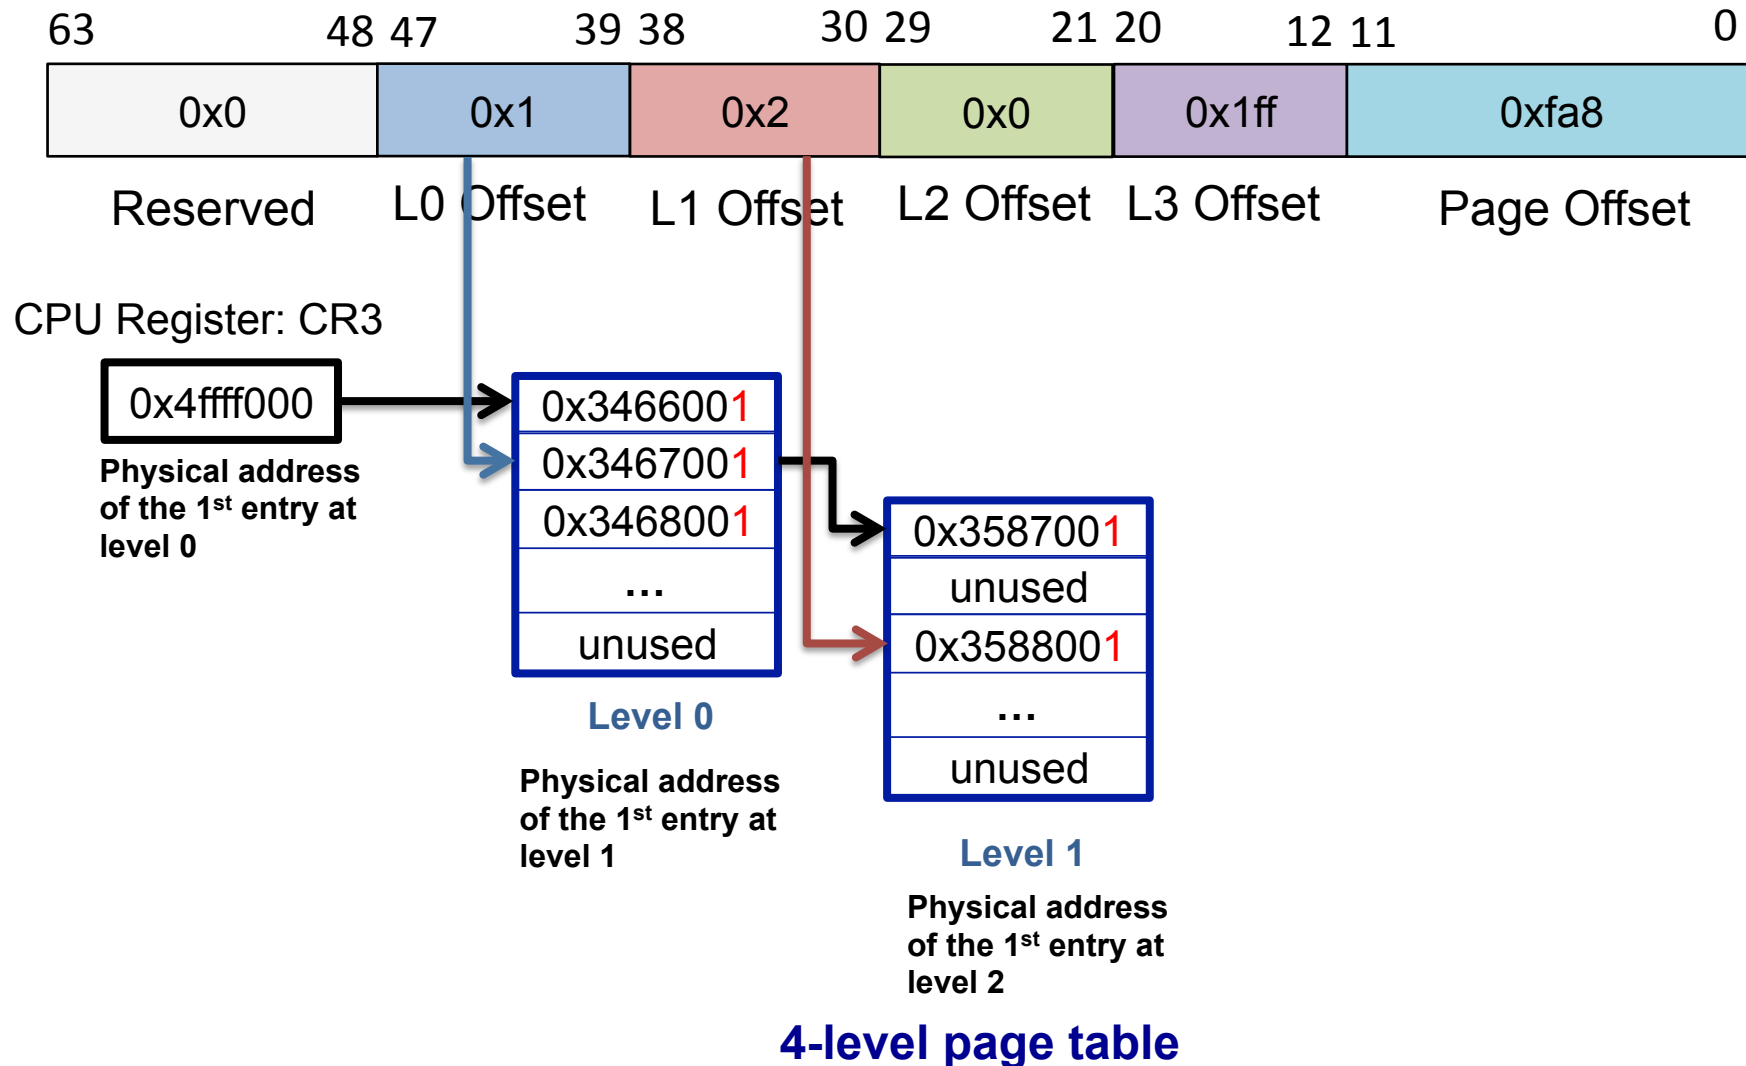 63 48 47 39 38 30 29 21 20 12 11 0
0x0 0x1 0x2 0x0 0x1ff 0xfa8
Reserved L0 Offset L1 Offset L2 Offset L3 Offset Page Offset
CPU Register: CR3
0x4ffff000
Physical address
of the 1st entry at
level 0
0x3466001
0x3467001
0x3468001
...
unused
Level 0
Physical address
of the 1st entry at
level 1
0x3587001
unused
0x3588001
...
unused
Level 1
Physical address
of the 1st entry at
level 2
4-level page table